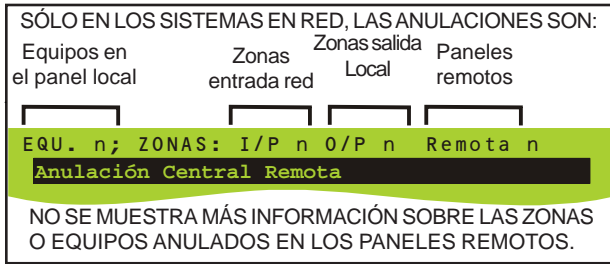 SÓLO EN LOS SISTEMAS EN RED, LAS ANULACIONES SON:
Equipos en
el panel local
Zonas
entrada red
Zonas salida
Local
Paneles
remotos
EQU. n; ZONAS: I/P n O/P n Remota n
Anulación Central Remota
NO SE MUESTRA MÁS INFORMACIÓN SOBRE LAS ZONAS
O EQUIPOS ANULADOS EN LOS PANELES REMOTOS.